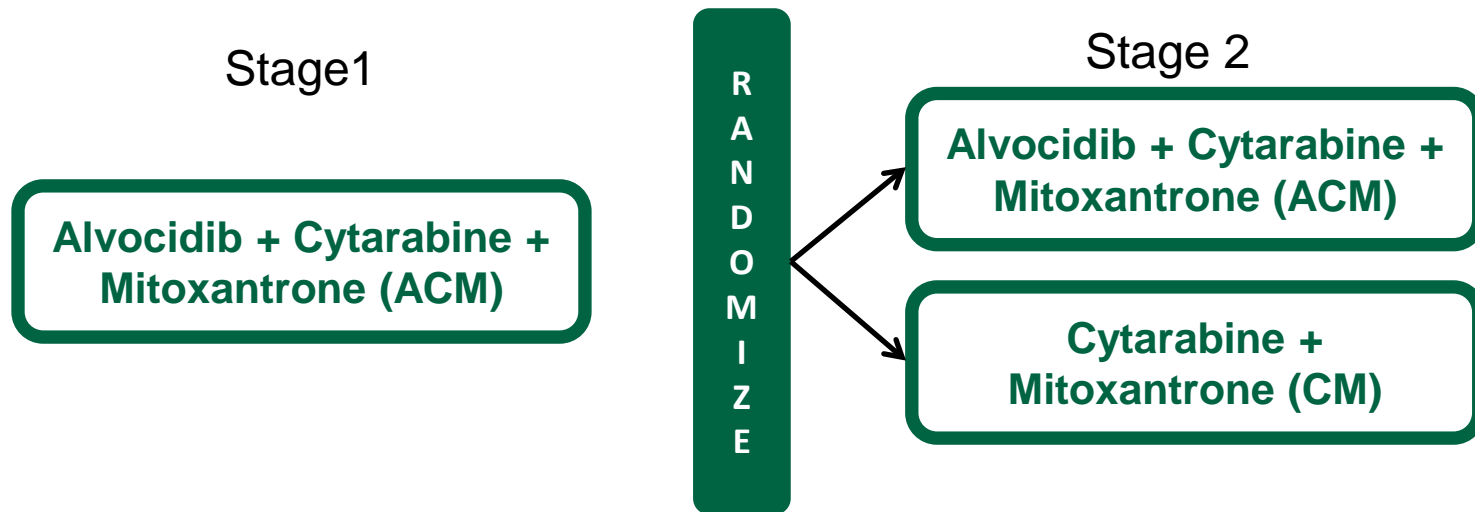 Stage1
Alvocidib + Cytarabine +
Mitoxantrone (ACM)
R
A
N
D
O
M
I
Z
E
Stage 2
Alvocidib + Cytarabine +
Mitoxantrone (ACM)
Cytarabine +
Mitoxantrone (CM)